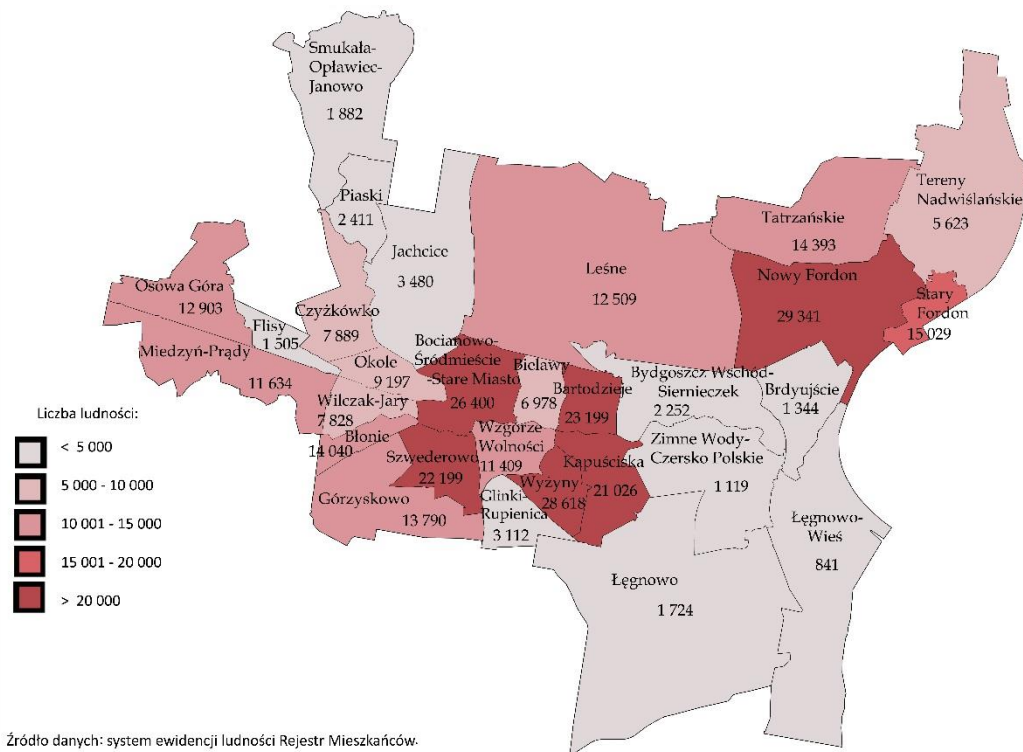 Smukała-
Opławiec-
Janowo
1 882
Piaski
2 411
Jachcice
3 480
Tereny
Nadwiślańskie
5 623
Tatrzańskie
14 393
Leśne
12 509
Nowy Fordon
29 341
Stary
Fordon
15 029
Osowa Góra
12 903
Flisy
1 505
Czyżkówko
7 889
Miedzyń-Prądy
11 634
Okole
9 197
Bocianowo-
Śródmieście
-Stare Miasto
26 400
Bielawy
6 978
Bartodzieje
23 199
Bydgoszcz Wschód-
Siernieczek
2 252
Brdyujście
1 344
Wilczak-Jary
7 828
Błonie
14 040
Szwederowo
22 199
Wzgórze
Wolności
11 409
Kapuściska
21 026
Zimne Wody-
Czersko Polskie
1 119
Górzyskowo
13 790
Glinki-
Rupienica
3 112
Wyżyny
28 618
Łęgnowo-
Wieś
841
Łęgnowo
1 724
Liczba ludności:
< 5 000
5 000 - 10 000
10 001 - 15 000
15 001 - 20 000
> 20 000
Źródło danych: system ewidencji ludności Rejestr Mieszkańców.